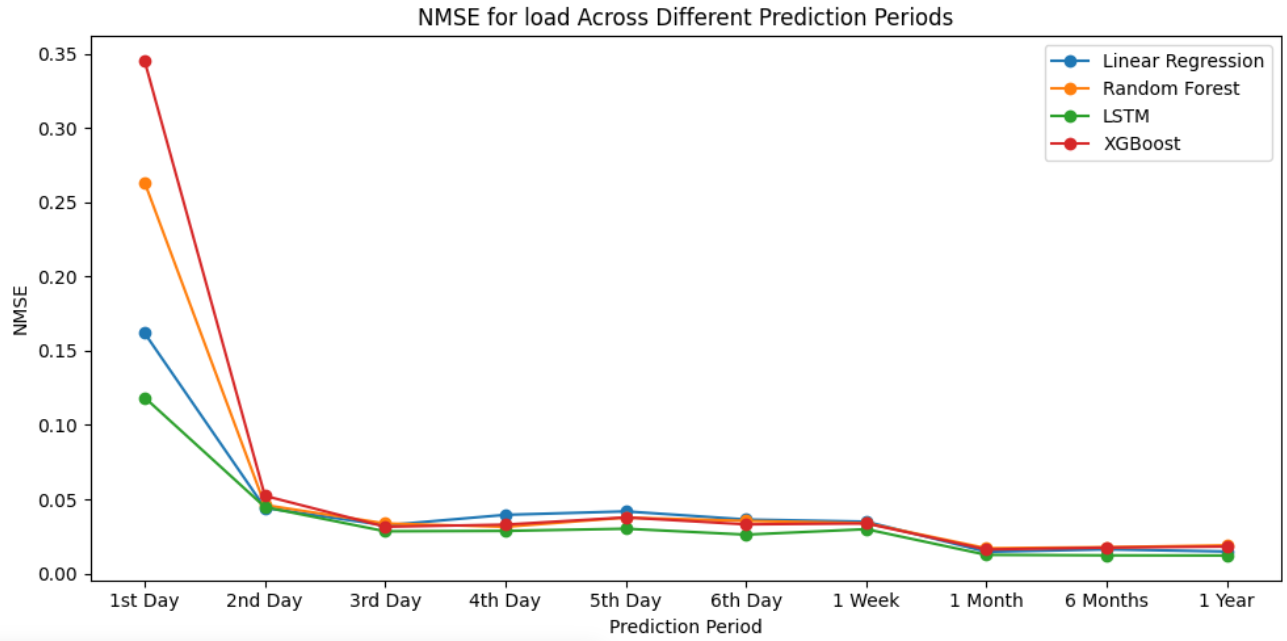 NMSE for load Across Different Prediction Periods
Linear Regression
Random Forest
LSTM
XGBoost
NMSE
0.35
0.30
0.25
0.20
0.15
0.10
0.05
0.00
1st Day 2nd Day 3rd Day 4th Day 5th Day 6th Day 1 Week 1 Month 6 Months 1 Year
Prediction Period